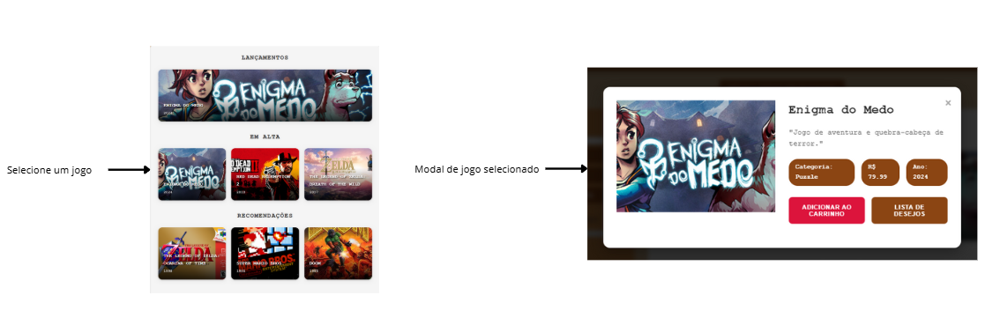 Selecione um jogo
LANÇAMENTOS
ENIGMA DO MEDO
ENIGMA DO MEDO
2024
EM ALTA
ENIGMA DO MEDO
2024
RED DEAD REDEMPTION
2
2018
ZELDA
THE LEGEND OF ZELDA:
BREATH OF THE WILD
2017
RECOMENDAÇÕES
ZELDA
THE LEGEND OF ZELDA:
OCARINA OF TIME
1998
SUPER MARIO BROS.
DOOM
1993
Modal de jogo selecionado
ENIGMA
DO MEDO
Enigma do Medo
×
"Jogo de aventura e quebra-cabeça de
terror."
Categoria:
Puzzle
R$
79.99
Ano:
2024
ADICIONAR AO
CARRINHO
LISTA DE
DESEJOS